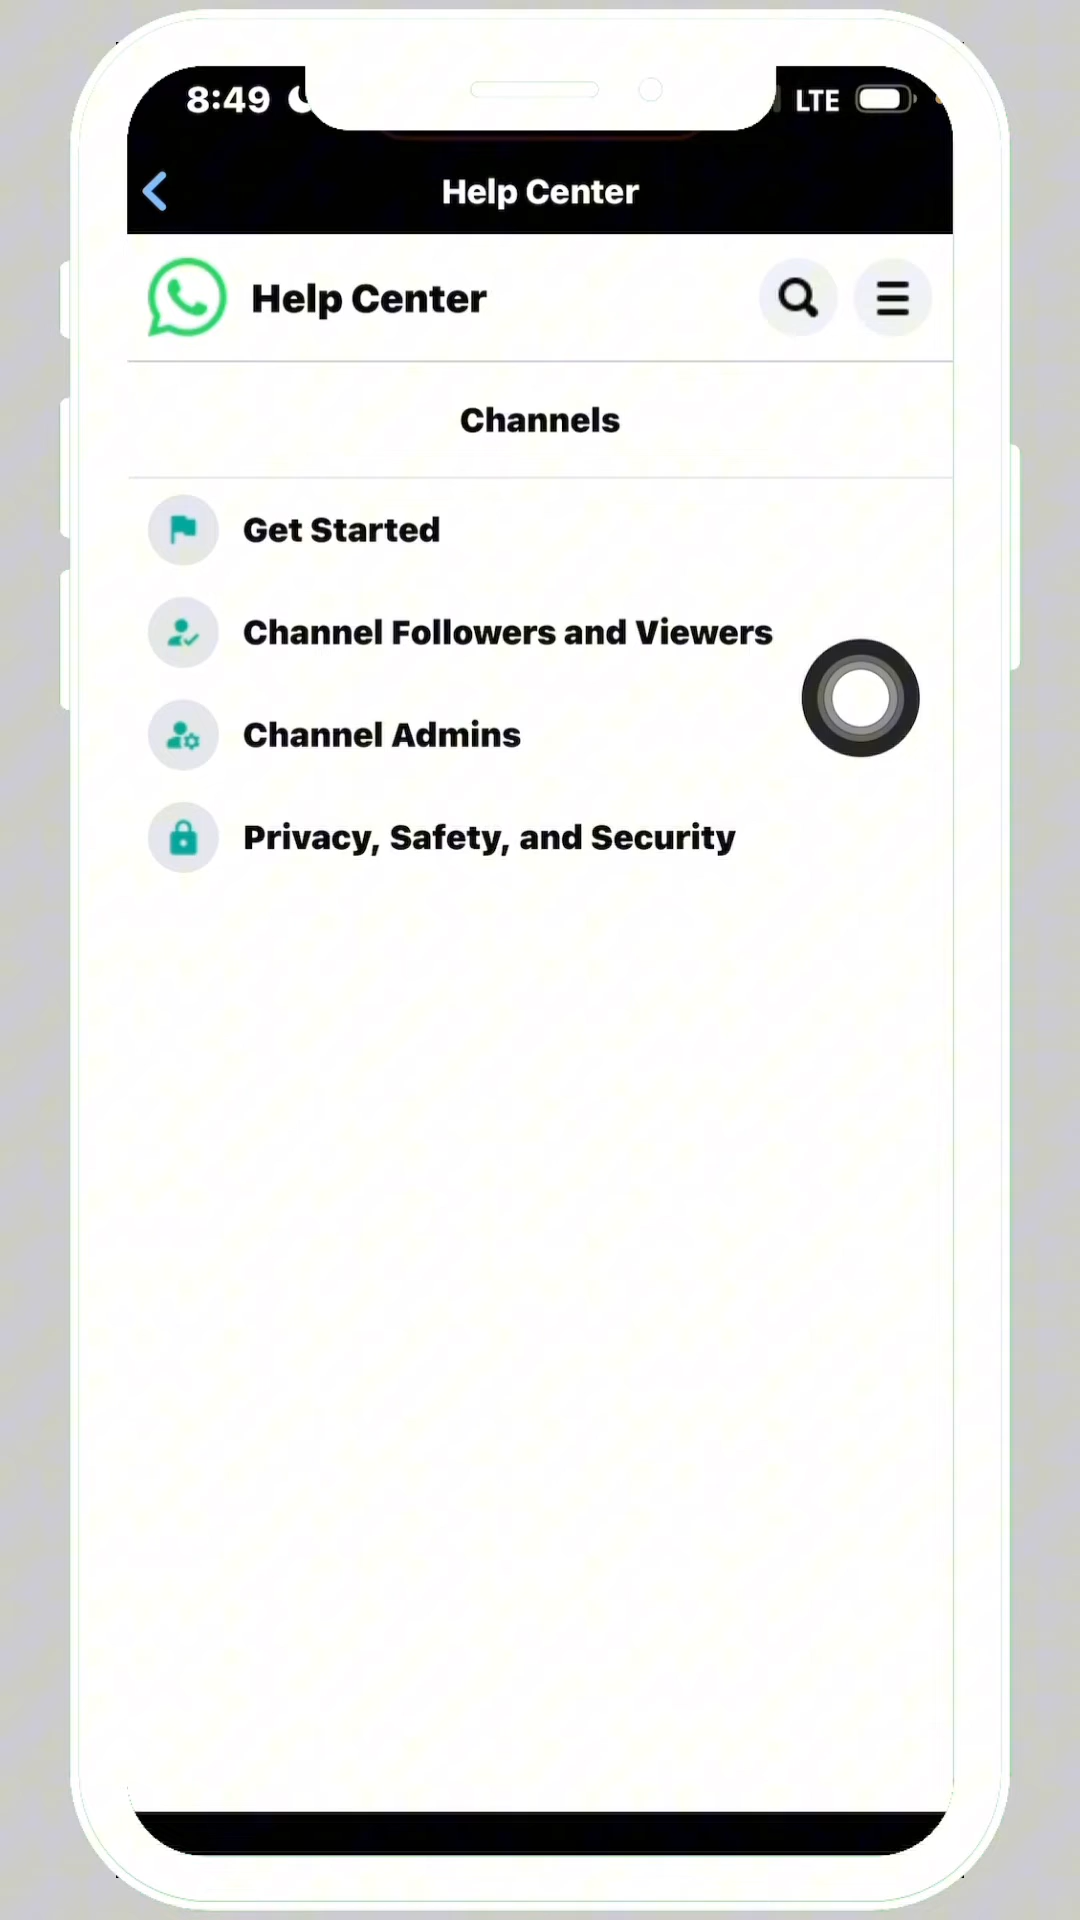 8:49
LTE
Help Center
Help Center
Channels
Get Started
Channel Followers and Viewers
Channel Admins
Privacy, Safety, and Security